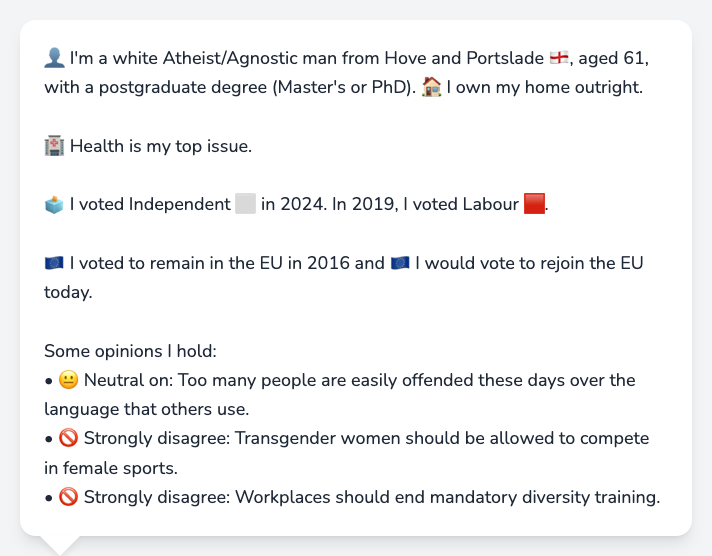 👤 I'm a white Atheist/Agnostic man from Hove and Portslade 🏴󠁧󠁢󠁥󠁮󠁧󠁿, aged 61,
with a postgraduate degree (Master's or PhD). 🏠 I own my home outright.
🏥 Health is my top issue.
🗳️ I voted Independent ⬜ in 2024. In 2019, I voted Labour 🟥.
🇪🇺 I voted to remain in the EU in 2016 and 🇪🇺 I would vote to rejoin the EU
today.
Some opinions I hold:
• 😐 Neutral on: Too many people are easily offended these days over the
language that others use.
• 🚫 Strongly disagree: Transgender women should be allowed to compete
in female sports.
• 🚫 Strongly disagree: Workplaces should end mandatory diversity training.